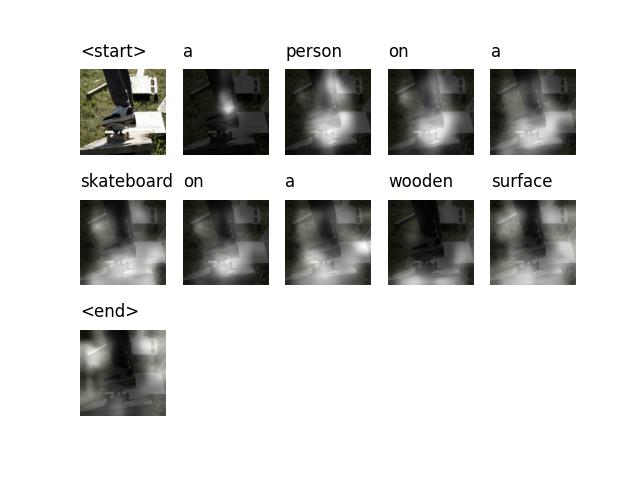 <start> a person on a
skateboard on a wooden surface
<end>